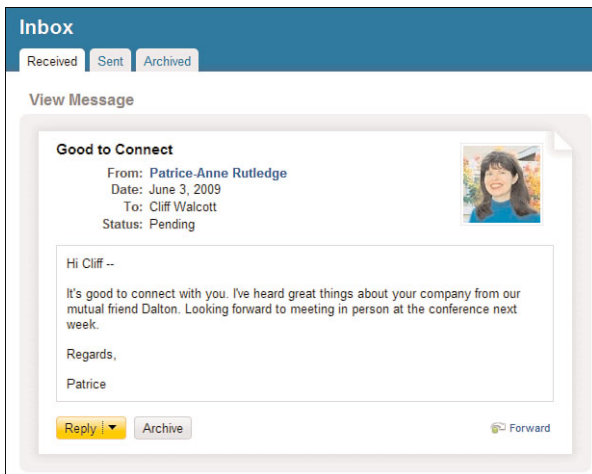 Inbox
Received Sent Archived
View Message
Good to Connect
From: Patrice-Anne Rutledge
Date: June 3, 2009
To: Cliff Walcott
Status: Pending
Hi Cliff --
It's good to connect with you. I've heard great things about your company from our
mutual friend Dalton. Looking forward to meeting in person at the conference next
week.
Regards,
Patrice
Reply Archive Forward